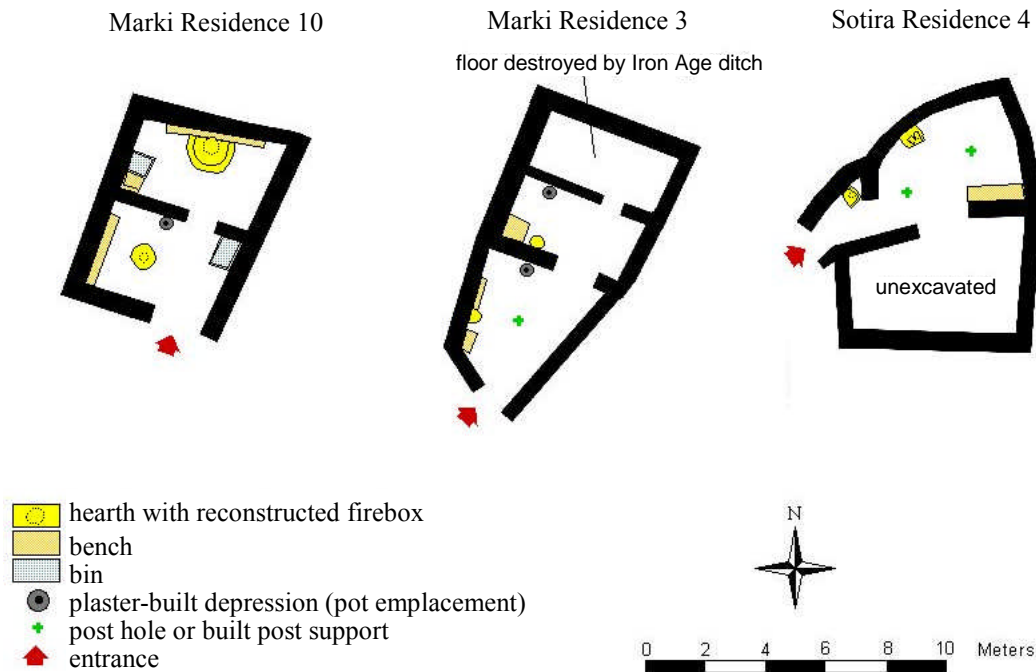 Marki Residence 10
Marki Residence 3
Sotira Residence 4
floor destroyed by Iron Age ditch
unexcavated
hearth with reconstructed firebox
bench
bin
plaster-built depression (pot emplacement)
post hole or built post support
entrance
N
0 2 4 6 8 10 Meters